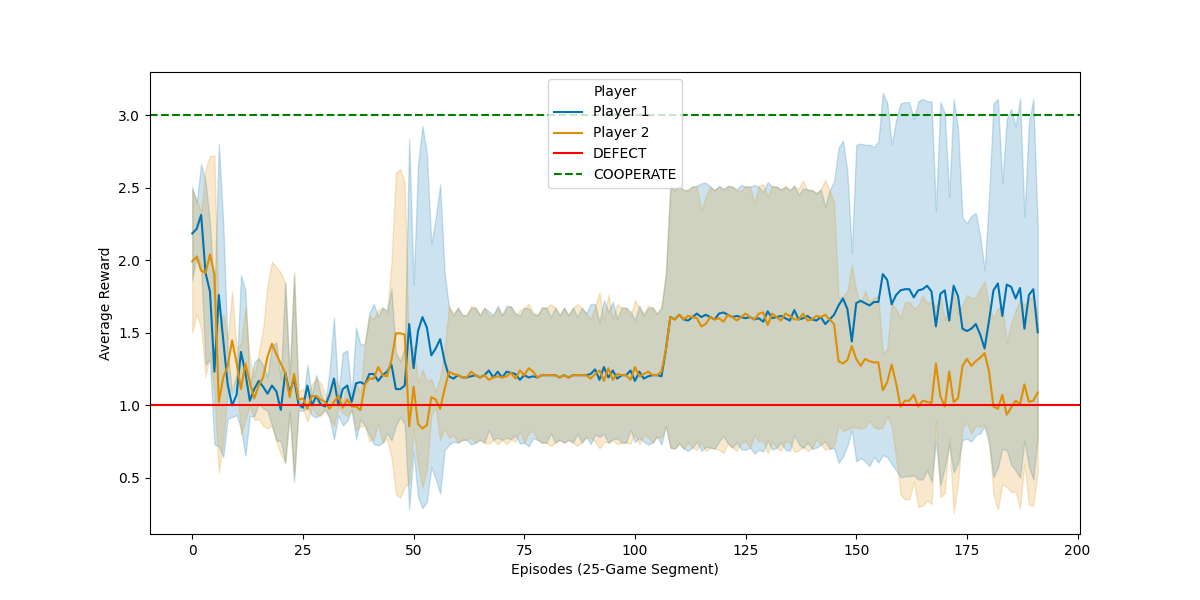 Player
Player 1
Player 2
DEFECT
COOPERATE
Average Reward
3.0
2.5
2.0
1.5
1.0
0.5
0 25 50 75 100 125 150 175 200
Episodes (25-Game Segment)